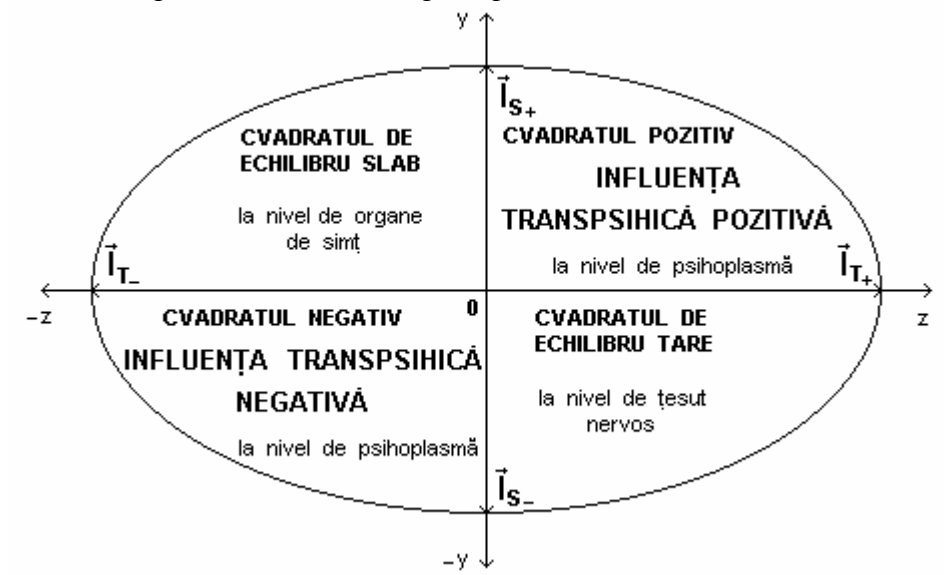 y
I⃗S+
CVADRATUL DE
ECHILIBRU SLAB
la nivel de organe
de simț
CVADRATUL POZITIV
INFLUENȚA
TRANSPSIHICĂ POZITIVĂ
la nivel de psihoplasmă
I⃗T−
I⃗T+
−z
0
z
CVADRATUL NEGATIV
INFLUENȚA TRANSPSIHICĂ
NEGATIVĂ
la nivel de psihoplasmă
CVADRATUL DE
ECHILIBRU TARE
la nivel de țesut
nervos
I⃗S−
−y